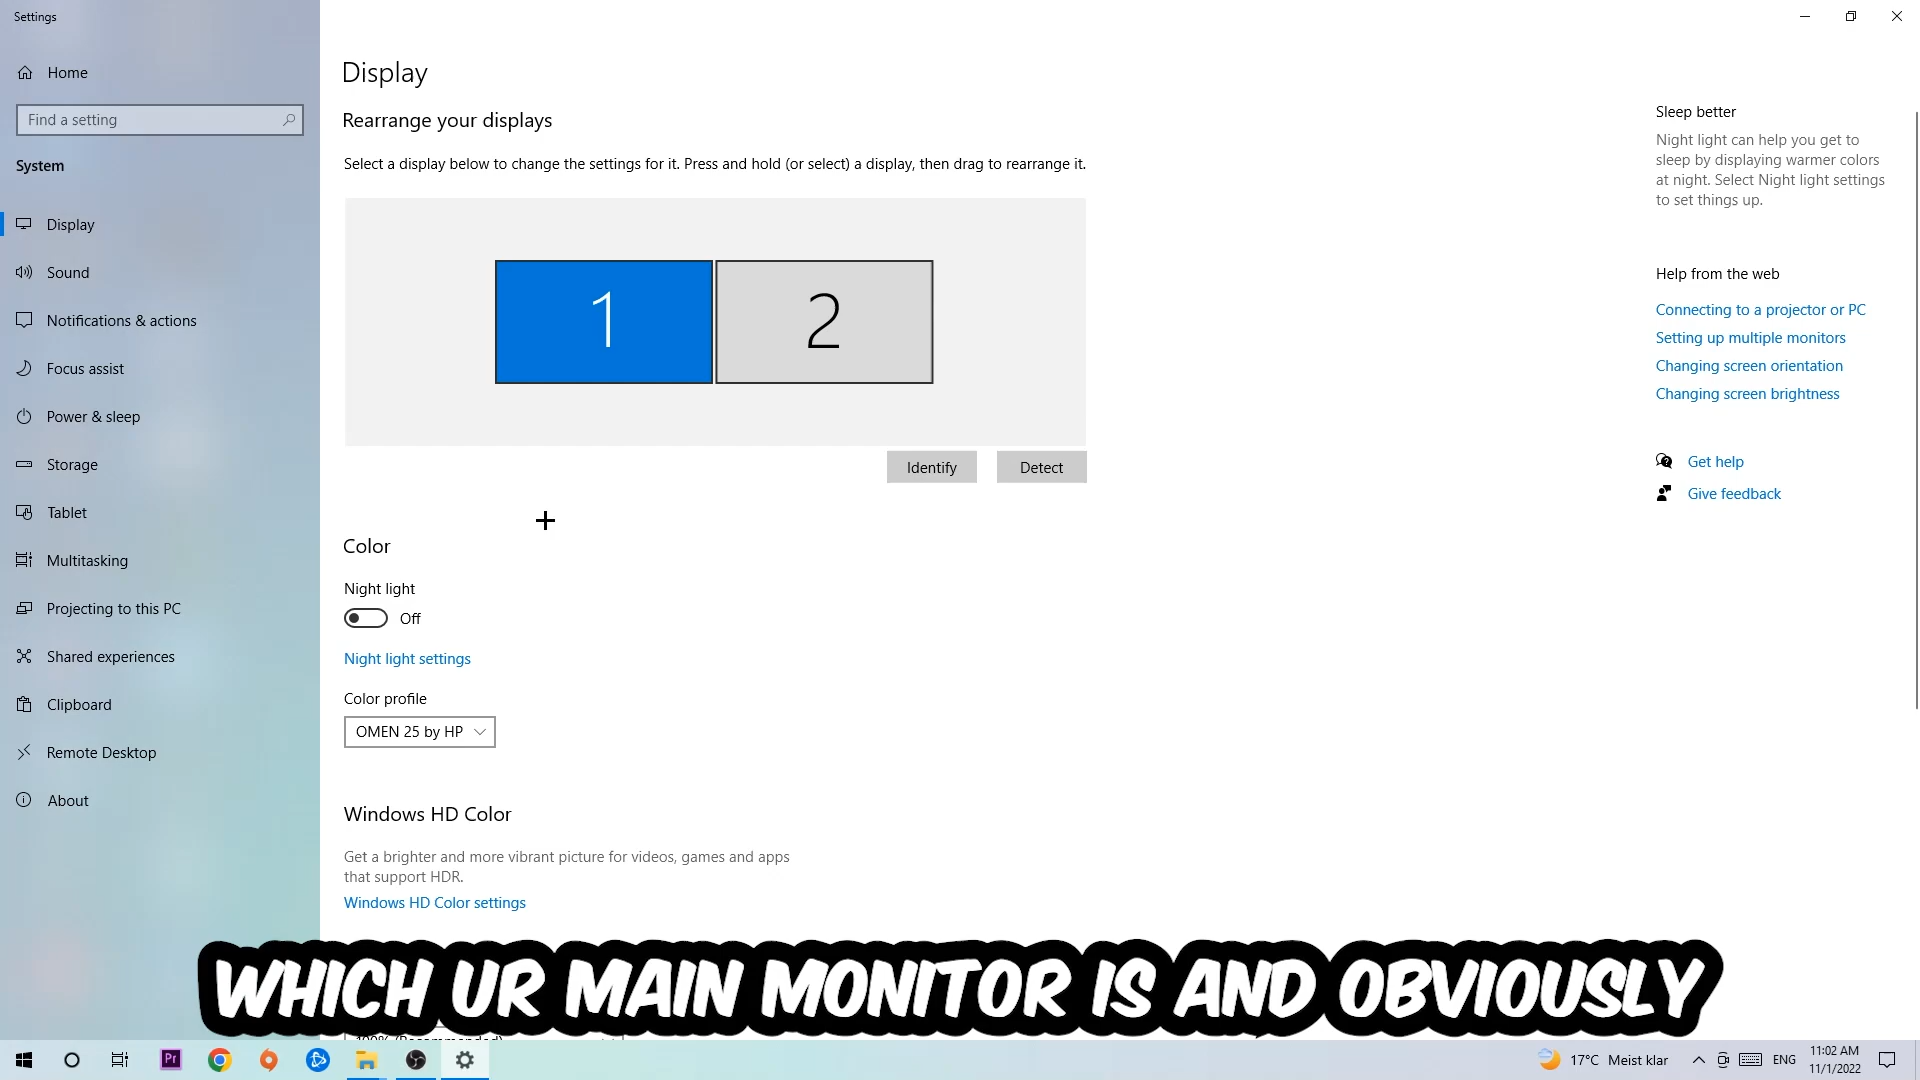 Settings
Home
Find a setting
System
Display
Sound
Notifications & actions
Focus assist
Power & sleep
Storage
Tablet
Multitasking
Projecting to this PC
Shared experiences
Clipboard
Remote Desktop
About
Display
Rearrange your displays
Select a display below to change the settings for it. Press and hold (or select) a display, then drag to rearrange it.
1
2
Identify
Detect
Color
Night light
Off
Night light settings
Color profile
OMEN 25 by HP
Windows HD Color
Get a brighter and more vibrant picture for videos, games and apps
that support HDR.
Windows HD Color settings
Sleep better
Night light can help you get to
sleep by displaying warmer colors
at night. Select Night light settings
to set things up.
Help from the web
Connecting to a projector or PC
Setting up multiple monitors
Changing screen orientation
Changing screen brightness
Get help
Give feedback
WHICH UR MAIN MONITOR IS AND OBVIOUSLY
100% (Recommended)
Pr
17°C Meist klar
ENG
11:02 AM
11/1/2022